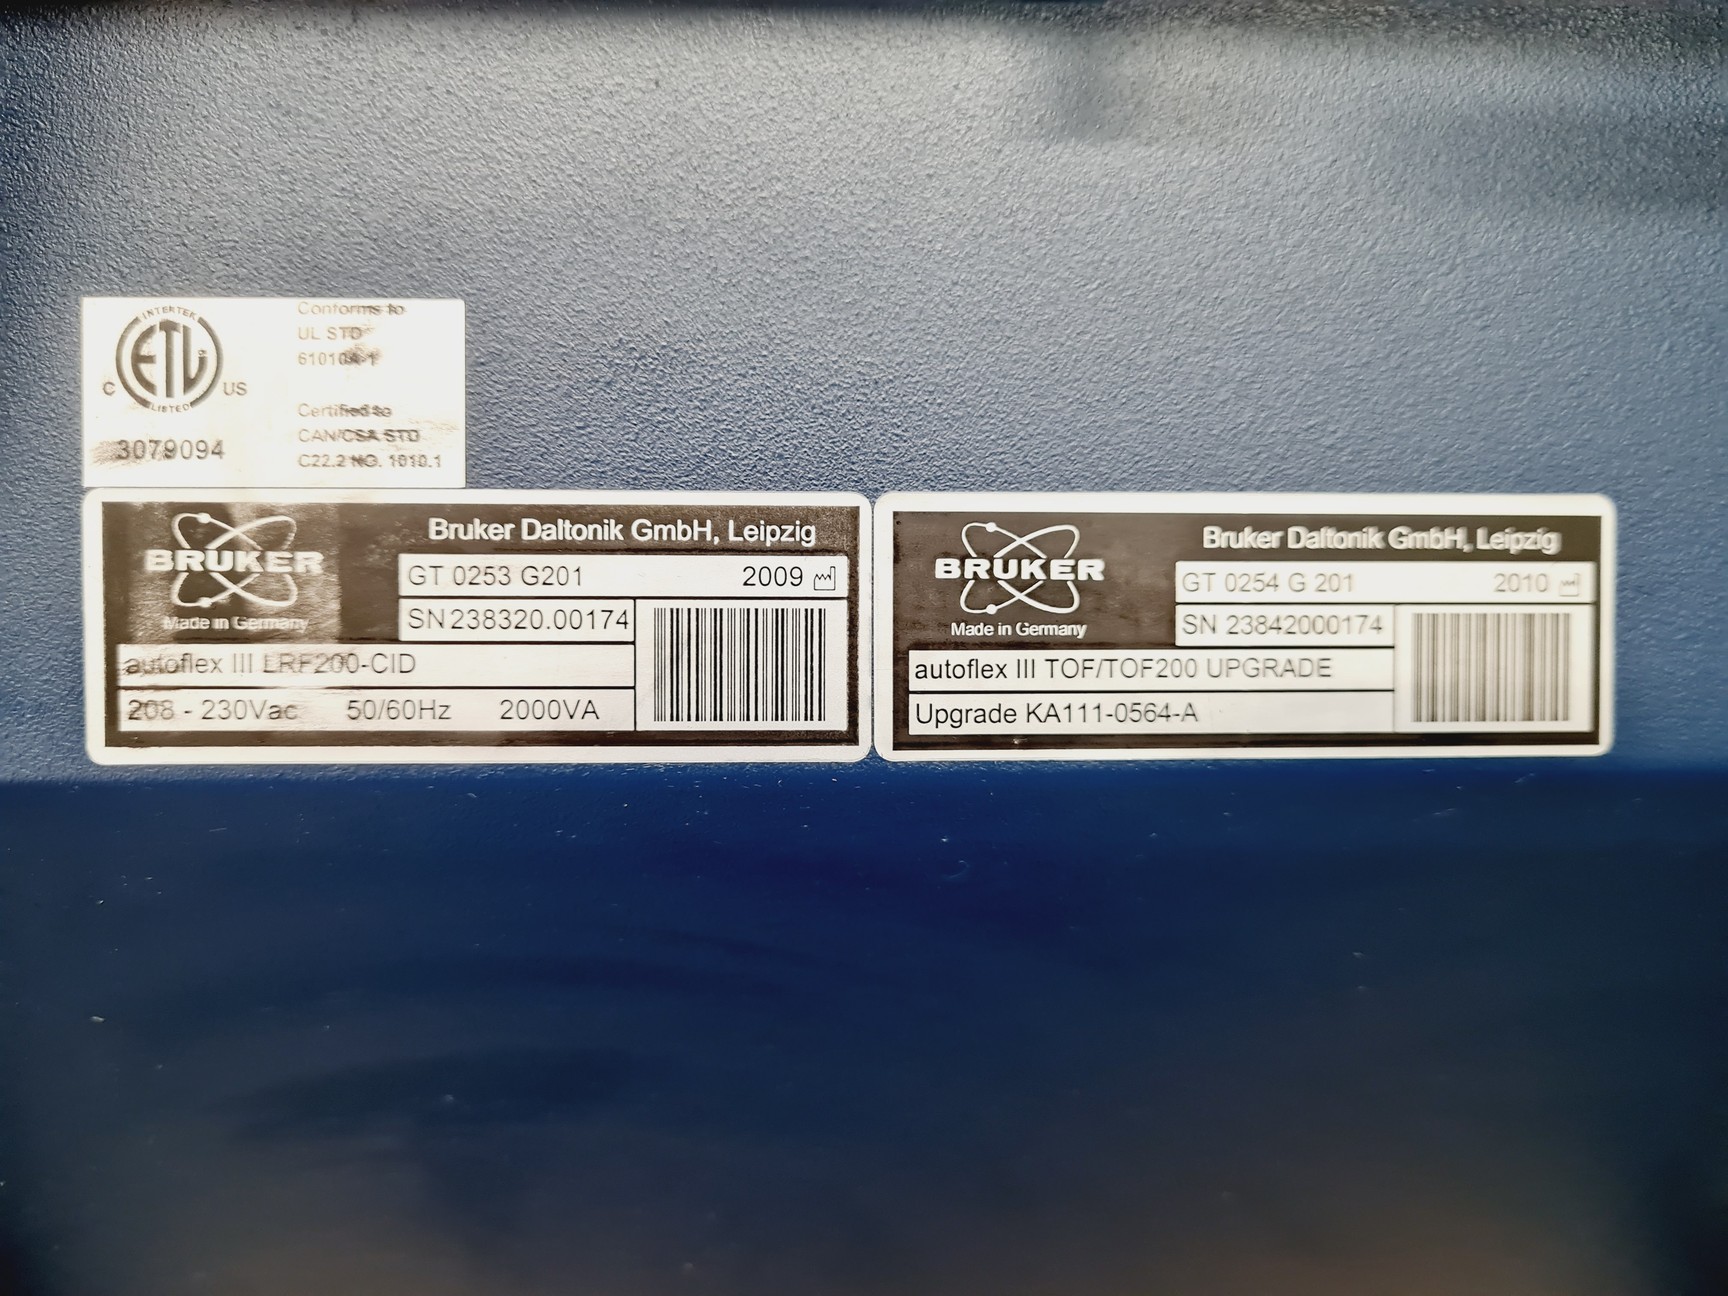 INTERTEK
ETL
C US
LISTED
3079094
Conforms to
UL STD
61010A-1
Certified to
CAN/CSA STD
C22.2 NO. 1010.1
BRUKER
Made in Germany
Bruker Daltonik GmbH, Leipzig
GT 0253 G201 2009
SN 238320.00174
autoflex III LRF200-CID
208 - 230Vac 50/60Hz 2000VA
BRUKER
Made in Germany
Bruker Daltonik GmbH, Leipzig
GT 0254 G 201 2010
SN 23842000174
autoflex III TOF/TOF200 UPGRADE
Upgrade KA111-0564-A